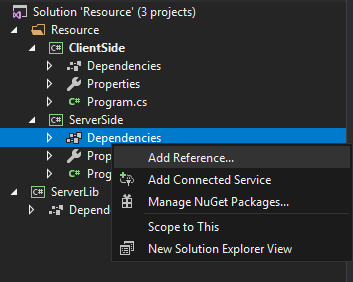 Solution 'Resource' (3 projects)
Resource
ClientSide
Dependencies
Properties
Program.cs
ServerSide
Dependencies
Add Reference...
Add Connected Service
Manage NuGet Packages...
Scope to This
New Solution Explorer View
Prop
Prog
ServerLib
Depend